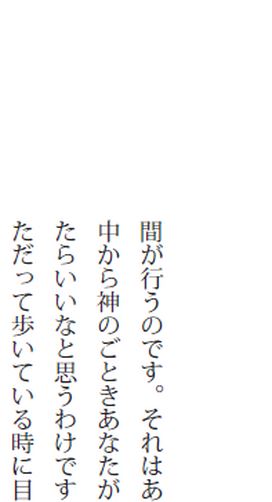 間が行うのです。それはあ
中から神のごときあなたが
たらいいなと思うわけです
ただって歩いている時に目